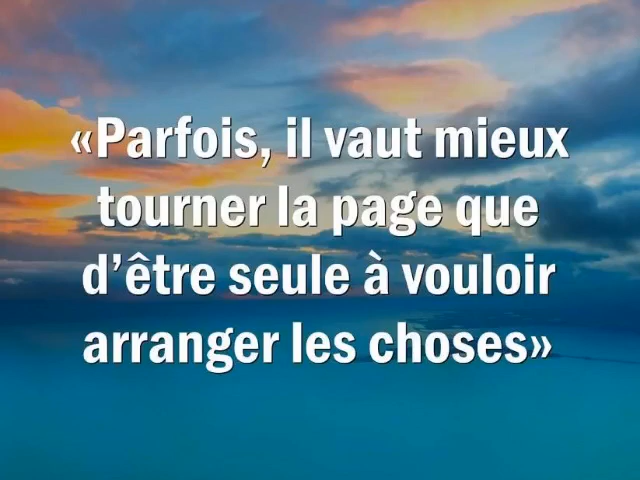 «Parfois, il vaut mieux
tourner la page que
d’être seule à vouloir
arranger les choses»